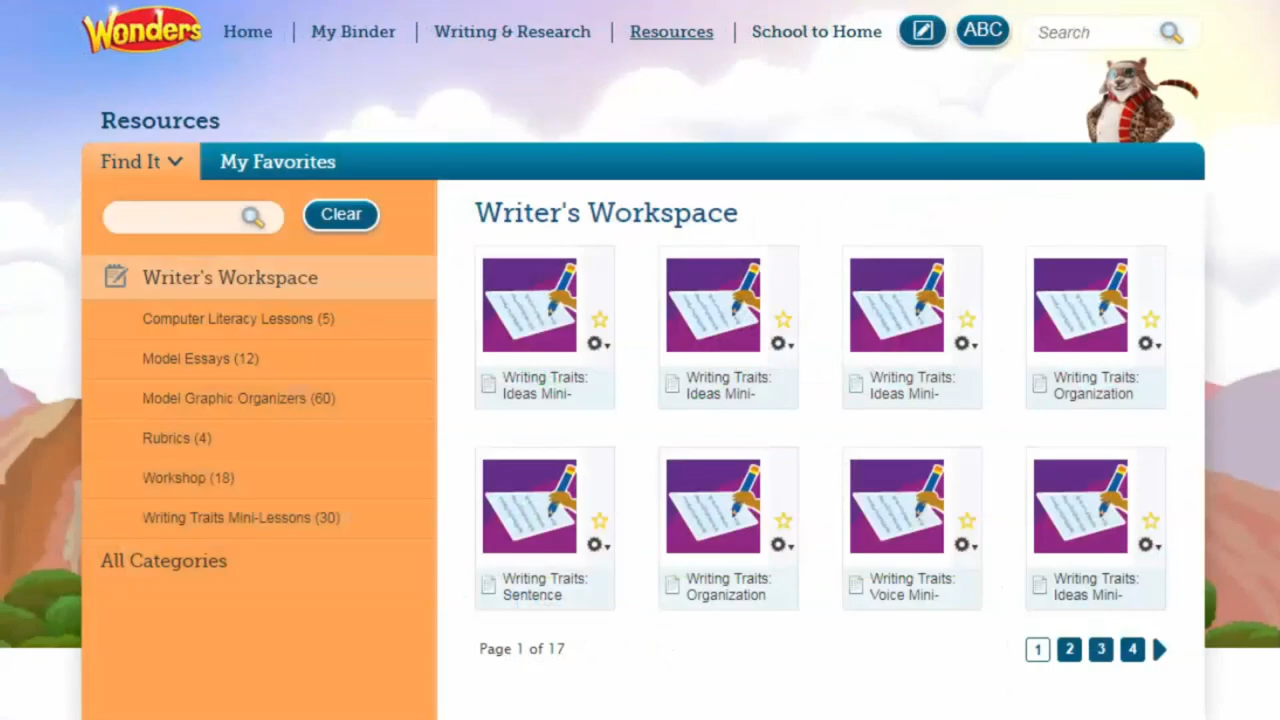 Wonders
Home | My Binder | Writing & Research | Resources | School to Home ABC Search
Resources
Find It My Favorites
Clear
Writer's Workspace
Computer Literacy Lessons (5)
Model Essays (12)
Model Graphic Organizers (60)
Rubrics (4)
Workshop (18)
Writing Traits Mini-Lessons (30)
All Categories
Writer's Workspace
Writing Traits:
Ideas Mini-
Writing Traits:
Ideas Mini-
Writing Traits:
Ideas Mini-
Writing Traits:
Organization
Writing Traits:
Sentence
Writing Traits:
Organization
Writing Traits:
Voice Mini-
Writing Traits:
Ideas Mini-
Page 1 of 17
1 2 3 4